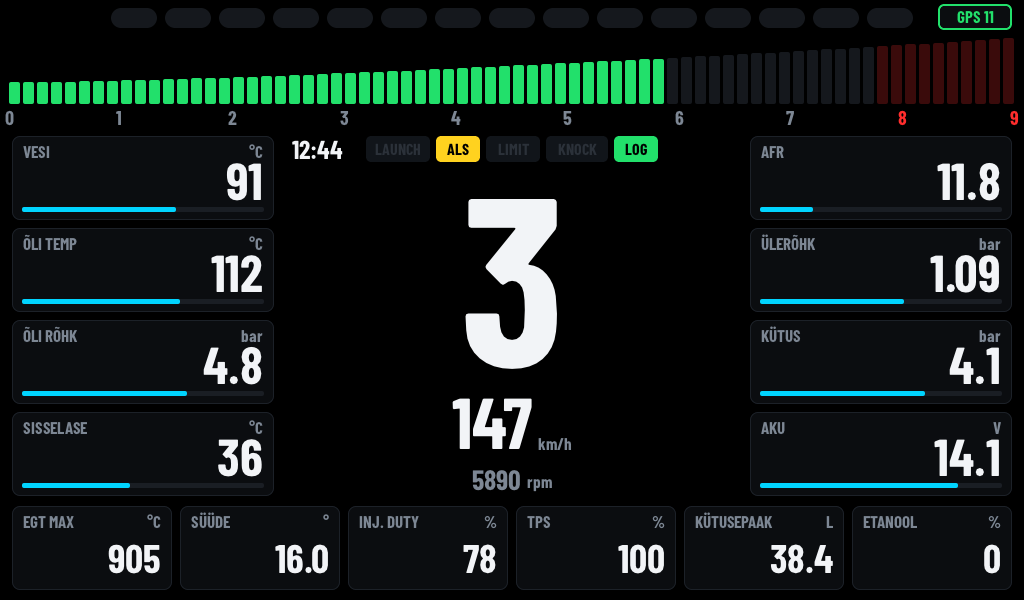 GPS 11
0 1 2 3 4 5 6 7 8 9
VESI °C
91
12:44 LAUNCH ALS LIMIT KNOCK LOG
AFR
11.8
ÕLI TEMP °C
112
ÜLERÕHK bar
1.09
3
ÕLI RÕHK bar
4.8
KÜTUS bar
4.1
147 km/h
SISSELASE °C
36
AKU V
14.1
5890 rpm
EGT MAX °C
905
SÜÜDE °
16.0
INJ. DUTY %
78
TPS %
100
KÜTUSEPAAK L
38.4
ETANOOL %
0